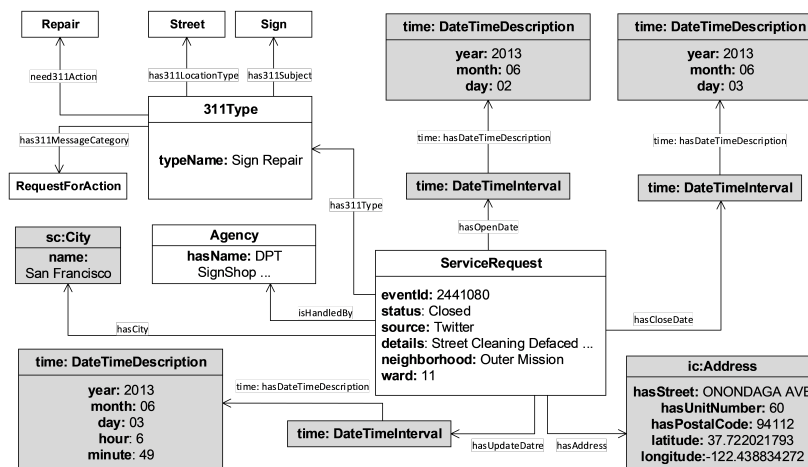 Repair
Street
Sign
time: DateTimeDescription
year: 2013
month: 06
day: 02
time: DateTimeDescription
year: 2013
month: 06
day: 03
need311Action
has311LocationType
has311Subject
311Type
typeName: Sign Repair
has311MessageCategory
RequestForAction
time: hasDateTimeDescription
time: hasDateTimeDescription
time: DateTimeInterval
time: DateTimeInterval
has311Type
hasOpenDate
sc:City
name:
San Francisco
Agency
hasName: DPT
SignShop ...
ServiceRequest
eventId: 2441080
status: Closed
source: Twitter
details: Street Cleaning Defaced ...
neighborhood: Outer Mission
ward: 11
isHandledBy
hasCity
hasCloseDate
time: DateTimeDescription
year: 2013
month: 06
day: 03
hour: 6
minute: 49
time: hasDateTimeDescription
time: DateTimeInterval
hasUpdateDatre
hasAddress
ic:Address
hasStreet: ONONDAGA AVE
hasUnitNumber: 60
hasPostalCode: 94112
latitude: 37.722021793
longitude:-122.438834272